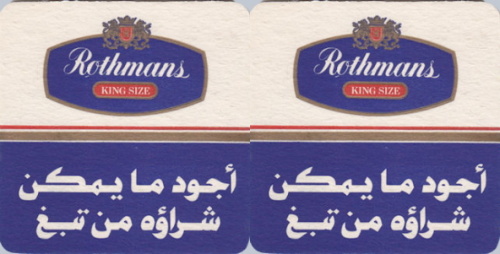 Rothmans
KING SIZE
أجود ما يمكن
شراؤه من تبغ
Rothmans
KING SIZE
أجود ما يمكن
شراؤه من تبغ